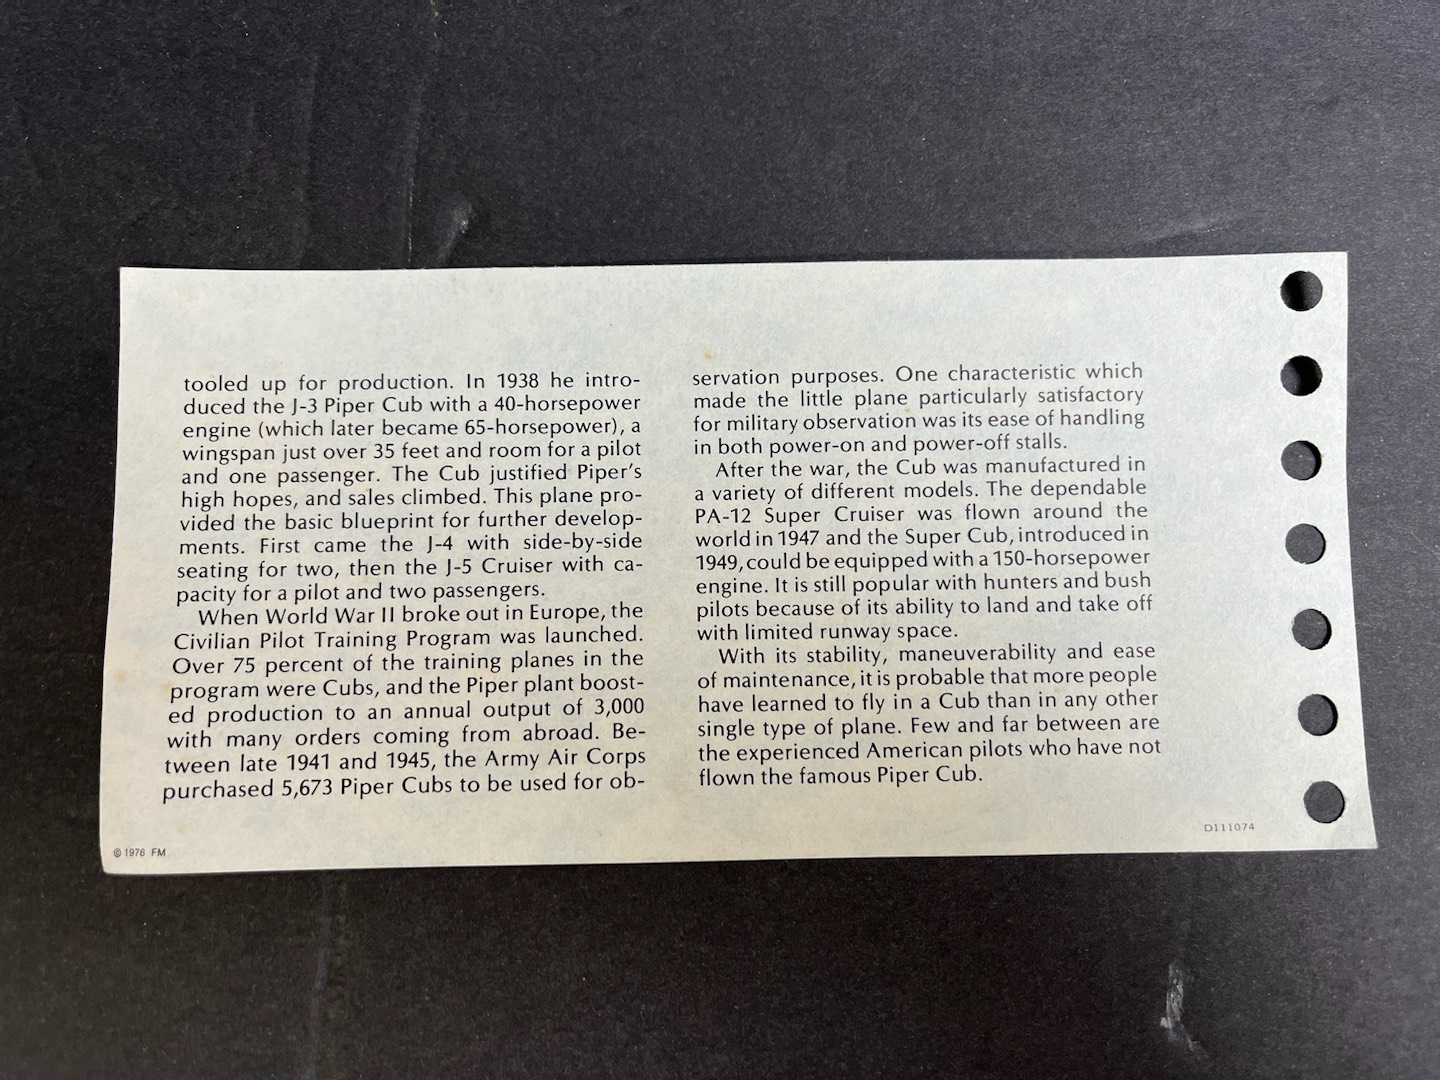 tooled up for production. In 1938 he intro-
duced the J-3 Piper Cub with a 40-horsepower
engine (which later became 65-horsepower), a
wingspan just over 35 feet and room for a pilot
and one passenger. The Cub justified Piper's
high hopes, and sales climbed. This plane pro-
vided the basic blueprint for further develop-
ments. First came the J-4 with side-by-side
seating for two, then the J-5 Cruiser with ca-
pacity for a pilot and two passengers.
When World War II broke out in Europe, the
Civilian Pilot Training Program was launched.
Over 75 percent of the training planes in the
program were Cubs, and the Piper plant boost-
ed production to an annual output of 3,000
with many orders coming from abroad. Be-
tween late 1941 and 1945, the Army Air Corps
purchased 5,673 Piper Cubs to be used for ob-
servation purposes. One characteristic which
made the little plane particularly satisfactory
for military observation was its ease of handling
in both power-on and power-off stalls.
After the war, the Cub was manufactured in
a variety of different models. The dependable
PA-12 Super Cruiser was flown around the
world in 1947 and the Super Cub, introduced in
1949, could be equipped with a 150-horsepower
engine. It is still popular with hunters and bush
pilots because of its ability to land and take off
with limited runway space.
With its stability, maneuverability and ease
of maintenance, it is probable that more people
have learned to fly in a Cub than in any other
single type of plane. Few and far between are
the experienced American pilots who have not
flown the famous Piper Cub.
D111074
© 1976 FM